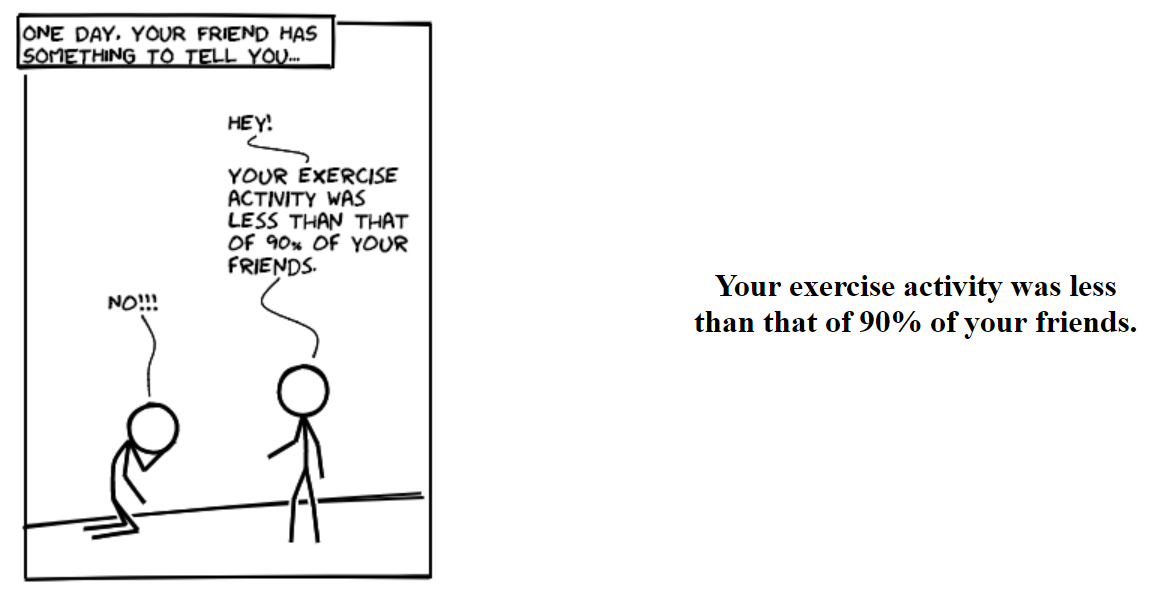 ONE DAY, YOUR FRIEND HAS
SOMETHING TO TELL YOU...
HEY!
YOUR EXERCISE
ACTIVITY WAS
LESS THAN THAT
OF 90% OF YOUR
FRIENDS.
NO!!!
Your exercise activity was less
than that of 90% of your friends.